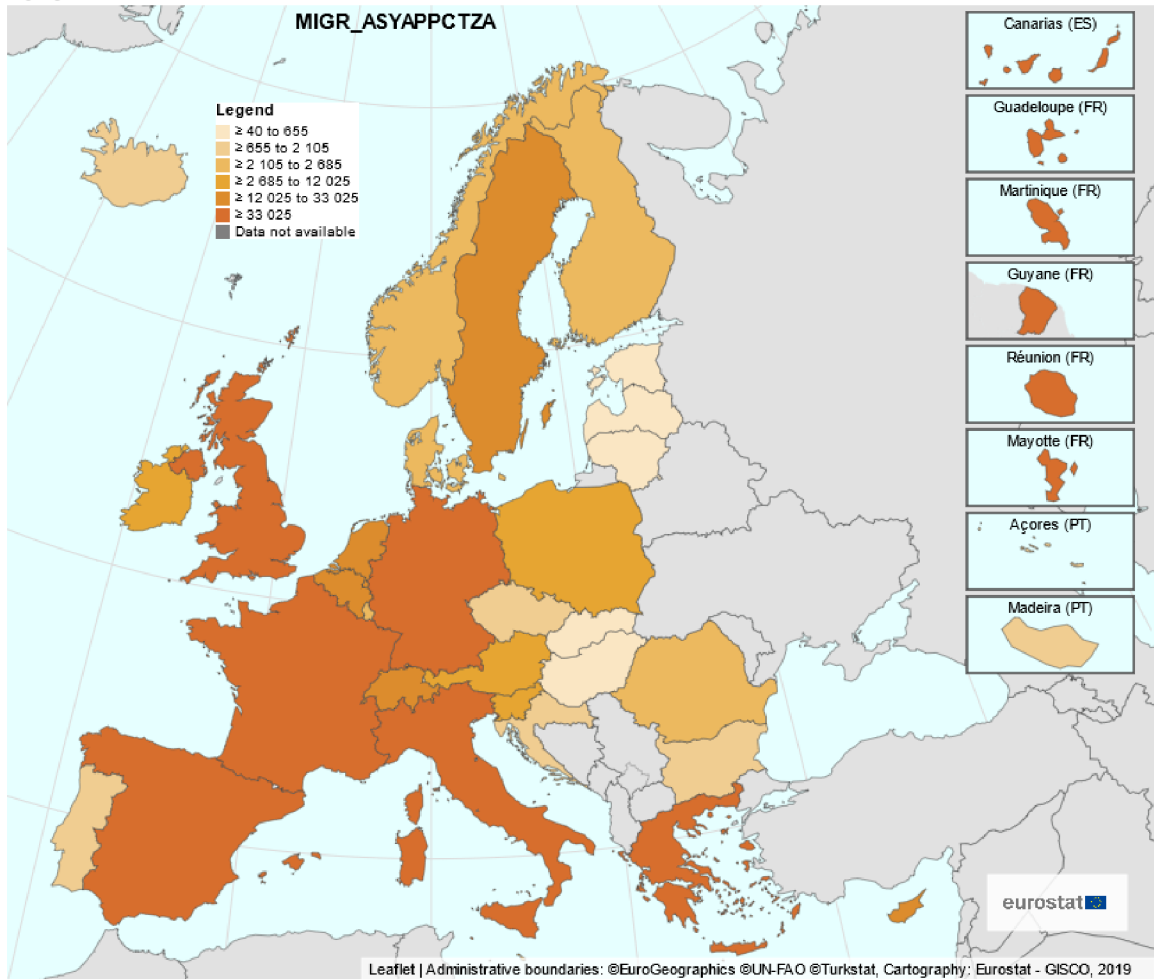 MIGR_ASYAPPCTZA
Legend
≥ 40 to 655
≥ 655 to 2 105
≥ 2 105 to 2 685
≥ 2 685 to 12 025
≥ 12 025 to 33 025
≥ 33 025
Data not available
Canarias (ES)
Guadeloupe (FR)
Martinique (FR)
Guyane (FR)
Réunion (FR)
Mayotte (FR)
Açores (PT)
Madeira (PT)
eurostat
Leaflet | Administrative boundaries: ©EuroGeographics ©UN-FAO ©Turkstat, Cartography: Eurostat - GISCO, 2019